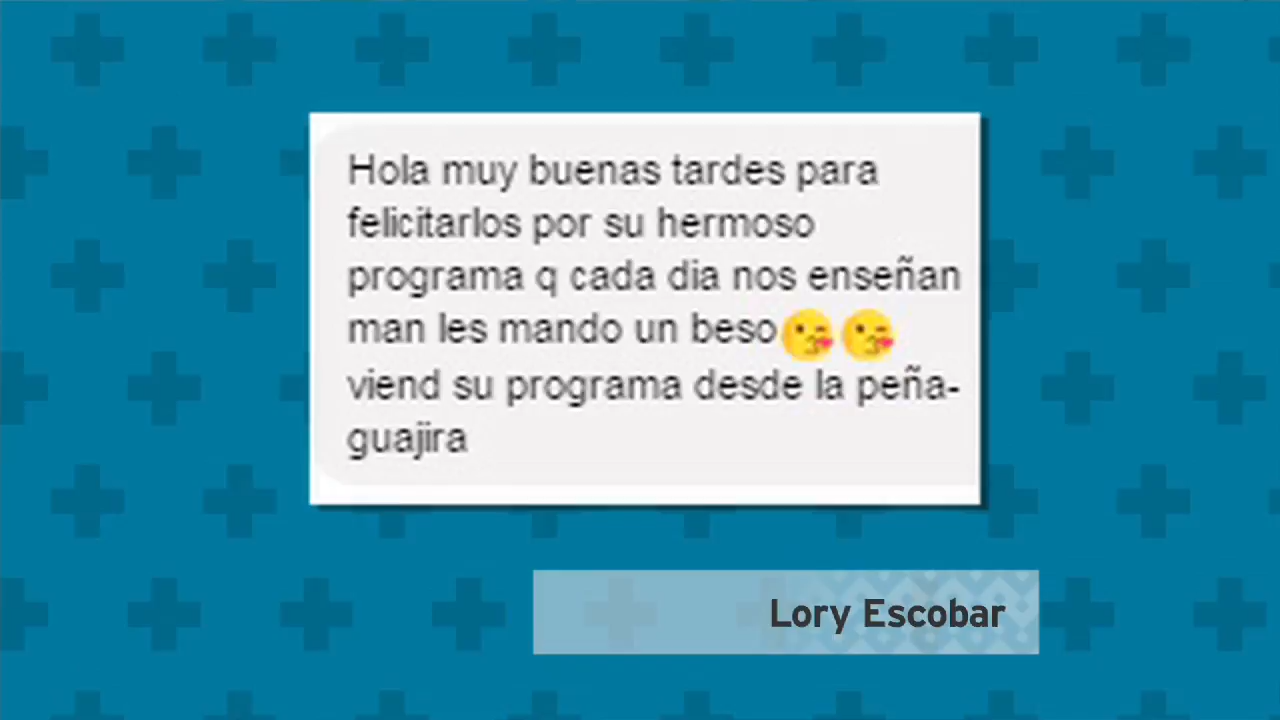 Hola muy buenas tardes para
felicitarlos por su hermoso
programa q cada dia nos enseñan
man les mando un beso😘😘
viend su programa desde la peña-
guajira
Lory Escobar